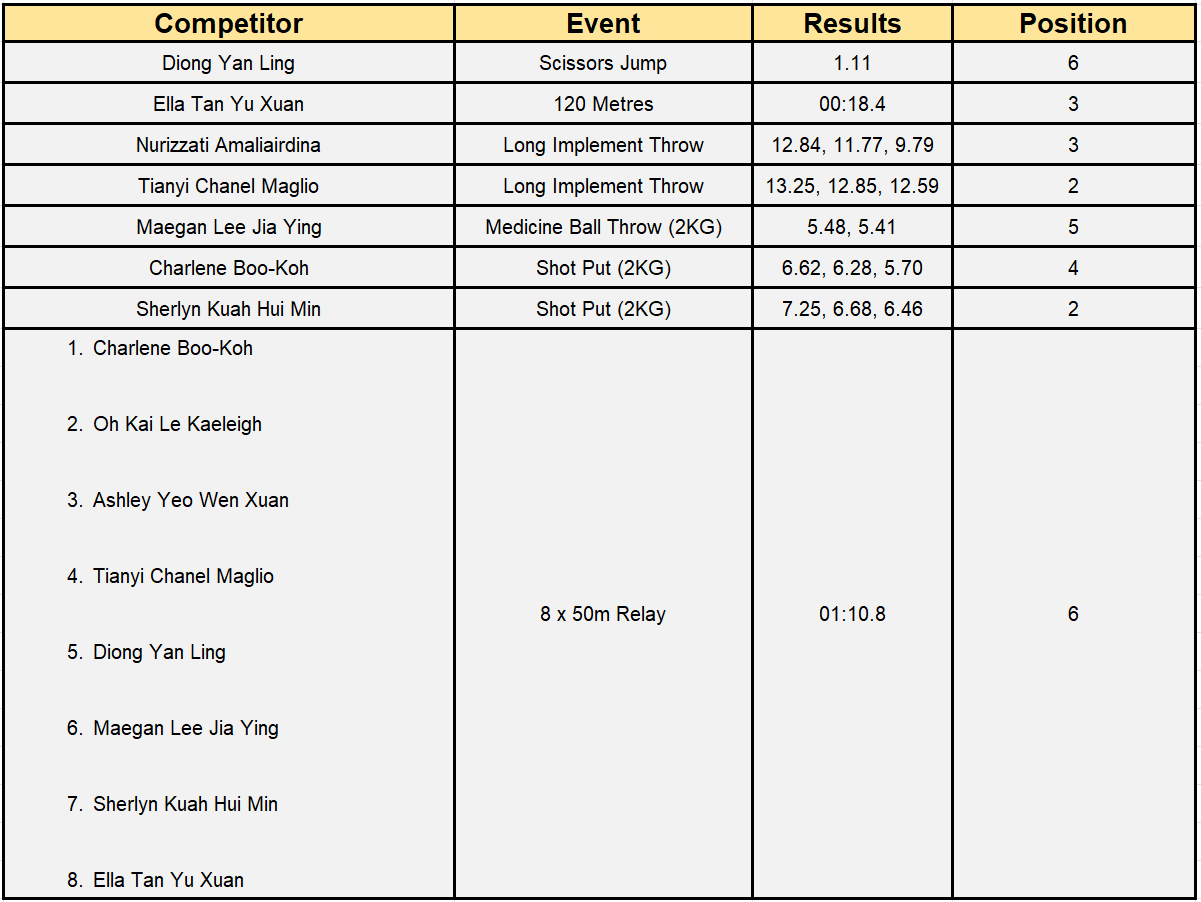 Competitor Event Results Position
Diong Yan Ling Scissors Jump 1.11 6
Ella Tan Yu Xuan 120 Metres 00:18.4 3
Nurizzati Amaliairdina Long Implement Throw 12.84, 11.77, 9.79 3
Tianyi Chanel Maglio Long Implement Throw 13.25, 12.85, 12.59 2
Maegan Lee Jia Ying Medicine Ball Throw (2KG) 5.48, 5.41 5
Charlene Boo-Koh Shot Put (2KG) 6.62, 6.28, 5.70 4
Sherlyn Kuah Hui Min Shot Put (2KG) 7.25, 6.68, 6.46 2
1. Charlene Boo-Koh
2. Oh Kai Le Kaeleigh
3. Ashley Yeo Wen Xuan
4. Tianyi Chanel Maglio
5. Diong Yan Ling
6. Maegan Lee Jia Ying
7. Sherlyn Kuah Hui Min
8. Ella Tan Yu Xuan
8 x 50m Relay 01:10.8 6